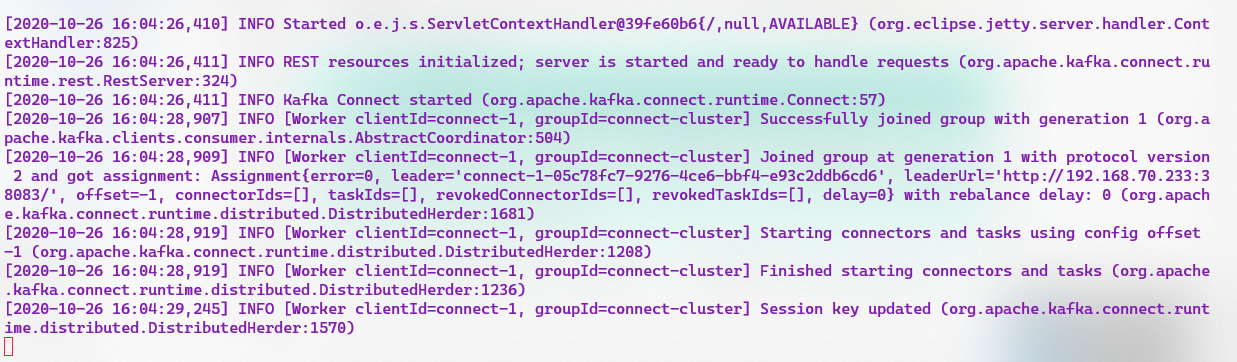 [2020-10-26 16:04:26,410] INFO Started o.e.j.s.ServletContextHandler@39fe60b6{/,null,AVAILABLE} (org.eclipse.jetty.server.handler.Cont
extHandler:825)
[2020-10-26 16:04:26,411] INFO REST resources initialized; server is started and ready to handle requests (org.apache.kafka.connect.ru
ntime.rest.RestServer:324)
[2020-10-26 16:04:26,411] INFO Kafka Connect started (org.apache.kafka.connect.runtime.Connect:57)
[2020-10-26 16:04:28,907] INFO [Worker clientId=connect-1, groupId=connect-cluster] Successfully joined group with generation 1 (org.a
pache.kafka.clients.consumer.internals.AbstractCoordinator:504)
[2020-10-26 16:04:28,909] INFO [Worker clientId=connect-1, groupId=connect-cluster] Joined group at generation 1 with protocol version
 2 and got assignment: Assignment{error=0, leader='connect-1-05c78fc7-9276-4ce6-bbf4-e93c2ddb6cd6', leaderUrl='http://192.168.70.233:3
8083/', offset=-1, connectorIds=[], taskIds=[], revokedConnectorIds=[], revokedTaskIds=[], delay=0} with rebalance delay: 0 (org.apach
e.kafka.connect.runtime.distributed.DistributedHerder:1681)
[2020-10-26 16:04:28,919] INFO [Worker clientId=connect-1, groupId=connect-cluster] Starting connectors and tasks using config offset
-1 (org.apache.kafka.connect.runtime.distributed.DistributedHerder:1208)
[2020-10-26 16:04:28,919] INFO [Worker clientId=connect-1, groupId=connect-cluster] Finished starting connectors and tasks (org.apache
.kafka.connect.runtime.distributed.DistributedHerder:1236)
[2020-10-26 16:04:29,245] INFO [Worker clientId=connect-1, groupId=connect-cluster] Session key updated (org.apache.kafka.connect.runt
ime.distributed.DistributedHerder:1570)